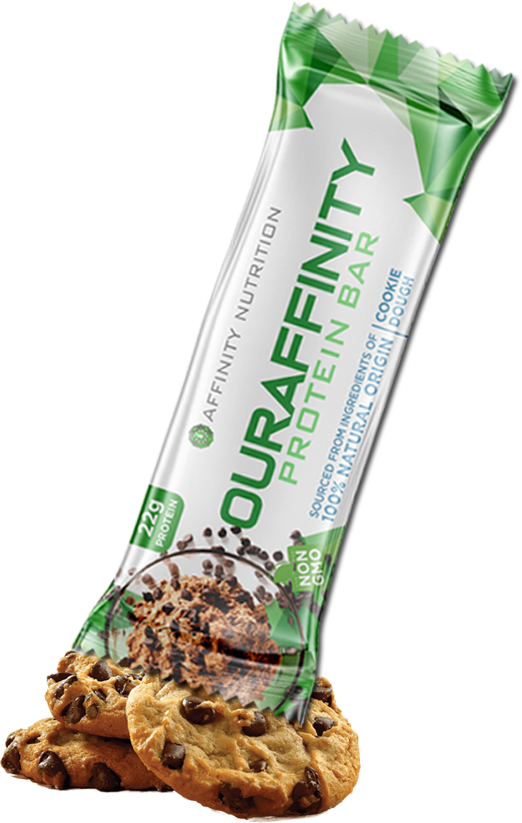 AFFINITY NUTRITION
OURAFFINITY
PROTEIN BAR
SOURCED FROM INGREDIENTS OF
100% NATURAL ORIGIN
COOKIE
DOUGH
22g
PROTEIN
NON
GMO